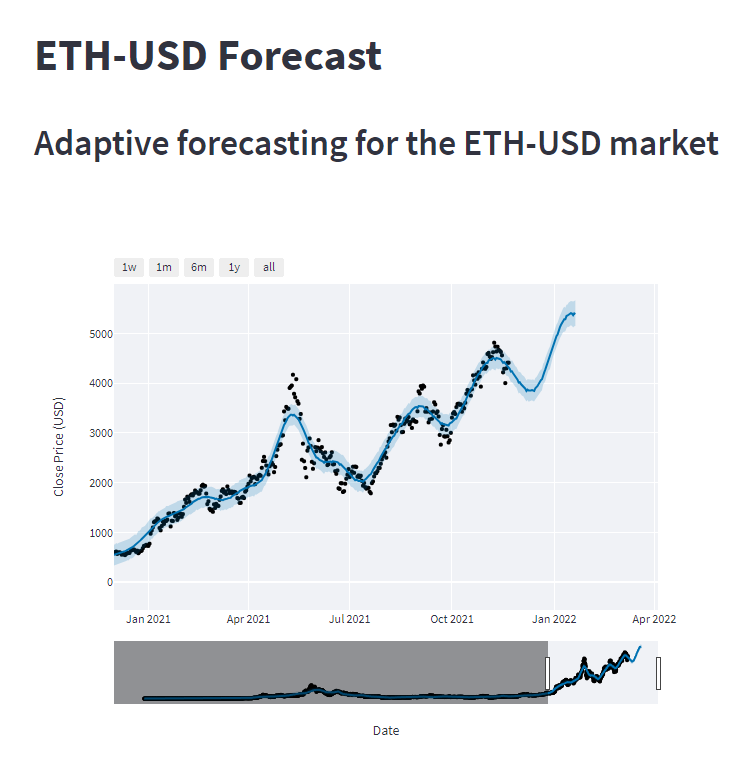 ETH-USD Forecast
Adaptive forecasting for the ETH-USD market
1w 1m 6m 1y all
5000
4000
3000
2000
1000
0
Close Price (USD)
Jan 2021 Apr 2021 Jul 2021 Oct 2021 Jan 2022 Apr 2022
Date